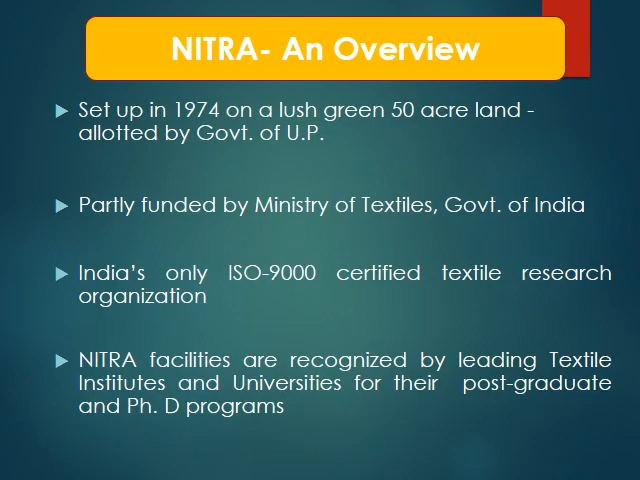 NITRA- An Overview
Set up in 1974 on a lush green 50 acre land -
allotted by Govt. of U.P.
Partly funded by Ministry of Textiles, Govt. of India
India’s only ISO-9000 certified textile research
organization
NITRA facilities are recognized by leading Textile
Institutes and Universities for their post-graduate
and Ph. D programs